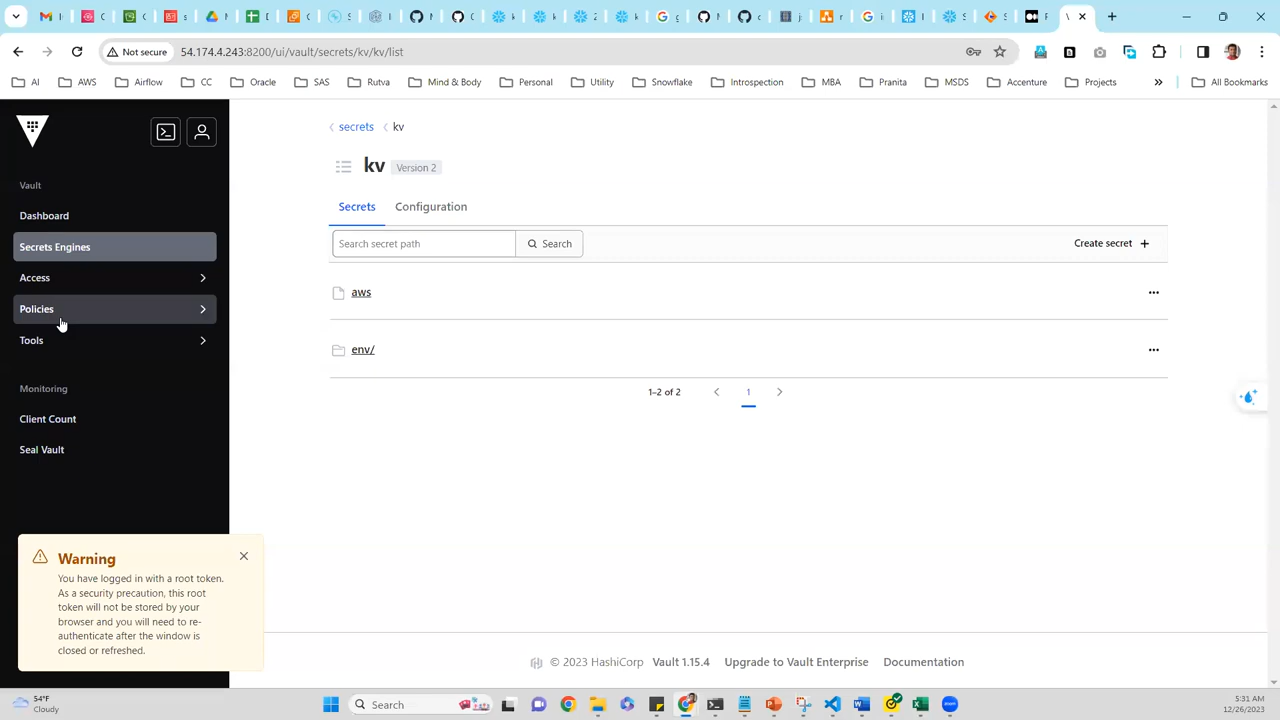 Not secure
54.174.4.243:8200/ui/vault/secrets/kv/kv/list
AI
AWS
Airflow
CC
Oracle
SAS
Rutva
Mind & Body
Personal
Utility
Snowflake
Introspection
MBA
Pranita
MSDS
Accenture
Projects
»
All Bookmarks
secrets
kv
kv
Version 2
Vault
Dashboard
Secrets Engines
Access
Policies
Tools
Monitoring
Client Count
Seal Vault
Secrets
Configuration
Search secret path
Search
Create secret +
aws
env/
1–2 of 2
1
Warning
You have logged in with a root token.
As a security precaution, this root
token will not be stored by your
browser and you will need to re-
authenticate after the window is
closed or refreshed.
© 2023 HashiCorp
Vault 1.15.4
Upgrade to Vault Enterprise
Documentation
54°F
Cloudy
Search
5:31 AM
12/26/2023